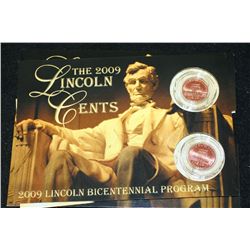 THE 2009
LINCOLN
CENTS
2009 LINCOLN BICENTENNIAL PROGRAM